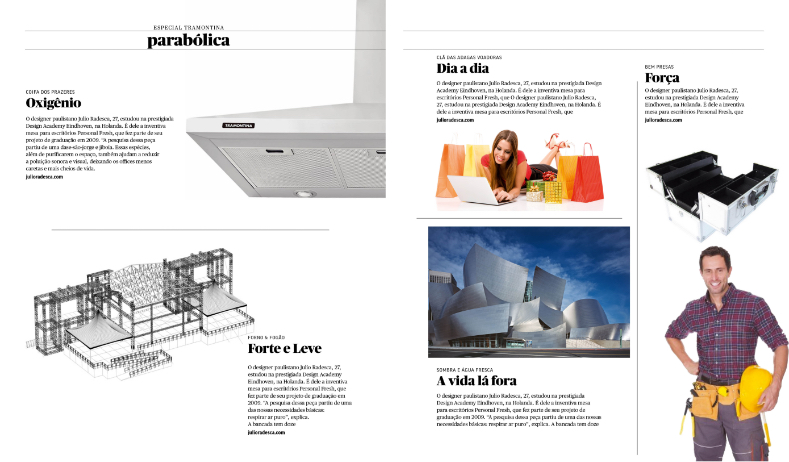 ESPECIAL TRAMONTINA
parabólica
COIFA DOS PRAZERES
Oxigênio
O designer paulistano Julio Radesca, 27, estudou na prestigiada
Design Academy Eindhoven, na Holanda. É dele a inventiva
mesa para escritórios Personal Fresh, que fez parte de seu
projeto de graduação em 2009. "A pesquisa dessa peça
partiu de uma dase-são-jorge e jiboia. Essas espécies,
além de purificarem o espaço, também ajudam a reduzir
a poluição sonora e visual, deixando os offices menos
caretas e mais cheios de vida.
julioradesca.com
TRAMONTINA
FORNO & FOGÃO
Forte e Leve
O designer paulistano Julio Radesca, 27,
estudou na prestigiada Design Academy
Eindhoven, na Holanda. É dele a inventiva
mesa para escritórios Personal Fresh, que
fez parte de seu projeto de graduação em
2009. "A pesquisa dessa peça partiu de uma
das nossas necessidades básicas:
respirar ar puro", explica.
A bancada tem doze
julioradesca.com
CLÃ DAS ADAGAS VOADORAS
Dia a dia
O designer paulistano Julio Radesca, 27, estudou na prestigiada Design
Academy Eindhoven, na Holanda. É dele a inventiva mesa para
escritórios Personal Fresh, que O designer paulistano Julio Radesca,
27, estudou na prestigiada Design Academy Eindhoven, na Holanda. É
dele a inventiva mesa para escritórios Personal Fresh, que
julioradesca.com
SOMBRA E ÁGUA FRESCA
A vida lá fora
O designer paulistano Julio Radesca, 27, estudou na prestigiada
Design Academy Eindhoven, na Holanda. É dele a inventiva mesa
para escritórios Personal Fresh, que fez parte de seu projeto de
graduação em 2009. "A pesquisa dessa peça partiu de uma das nossas
necessidades básicas: respirar ar puro", explica. A bancada tem doze
BEM PRESAS
Força
O designer paulistano Julio Radesca, 27,
estudou na prestigiada Design Academy
Eindhoven, na Holanda. É dele a inventiva
mesa para escritórios Personal Fresh, que
julioradesca.com